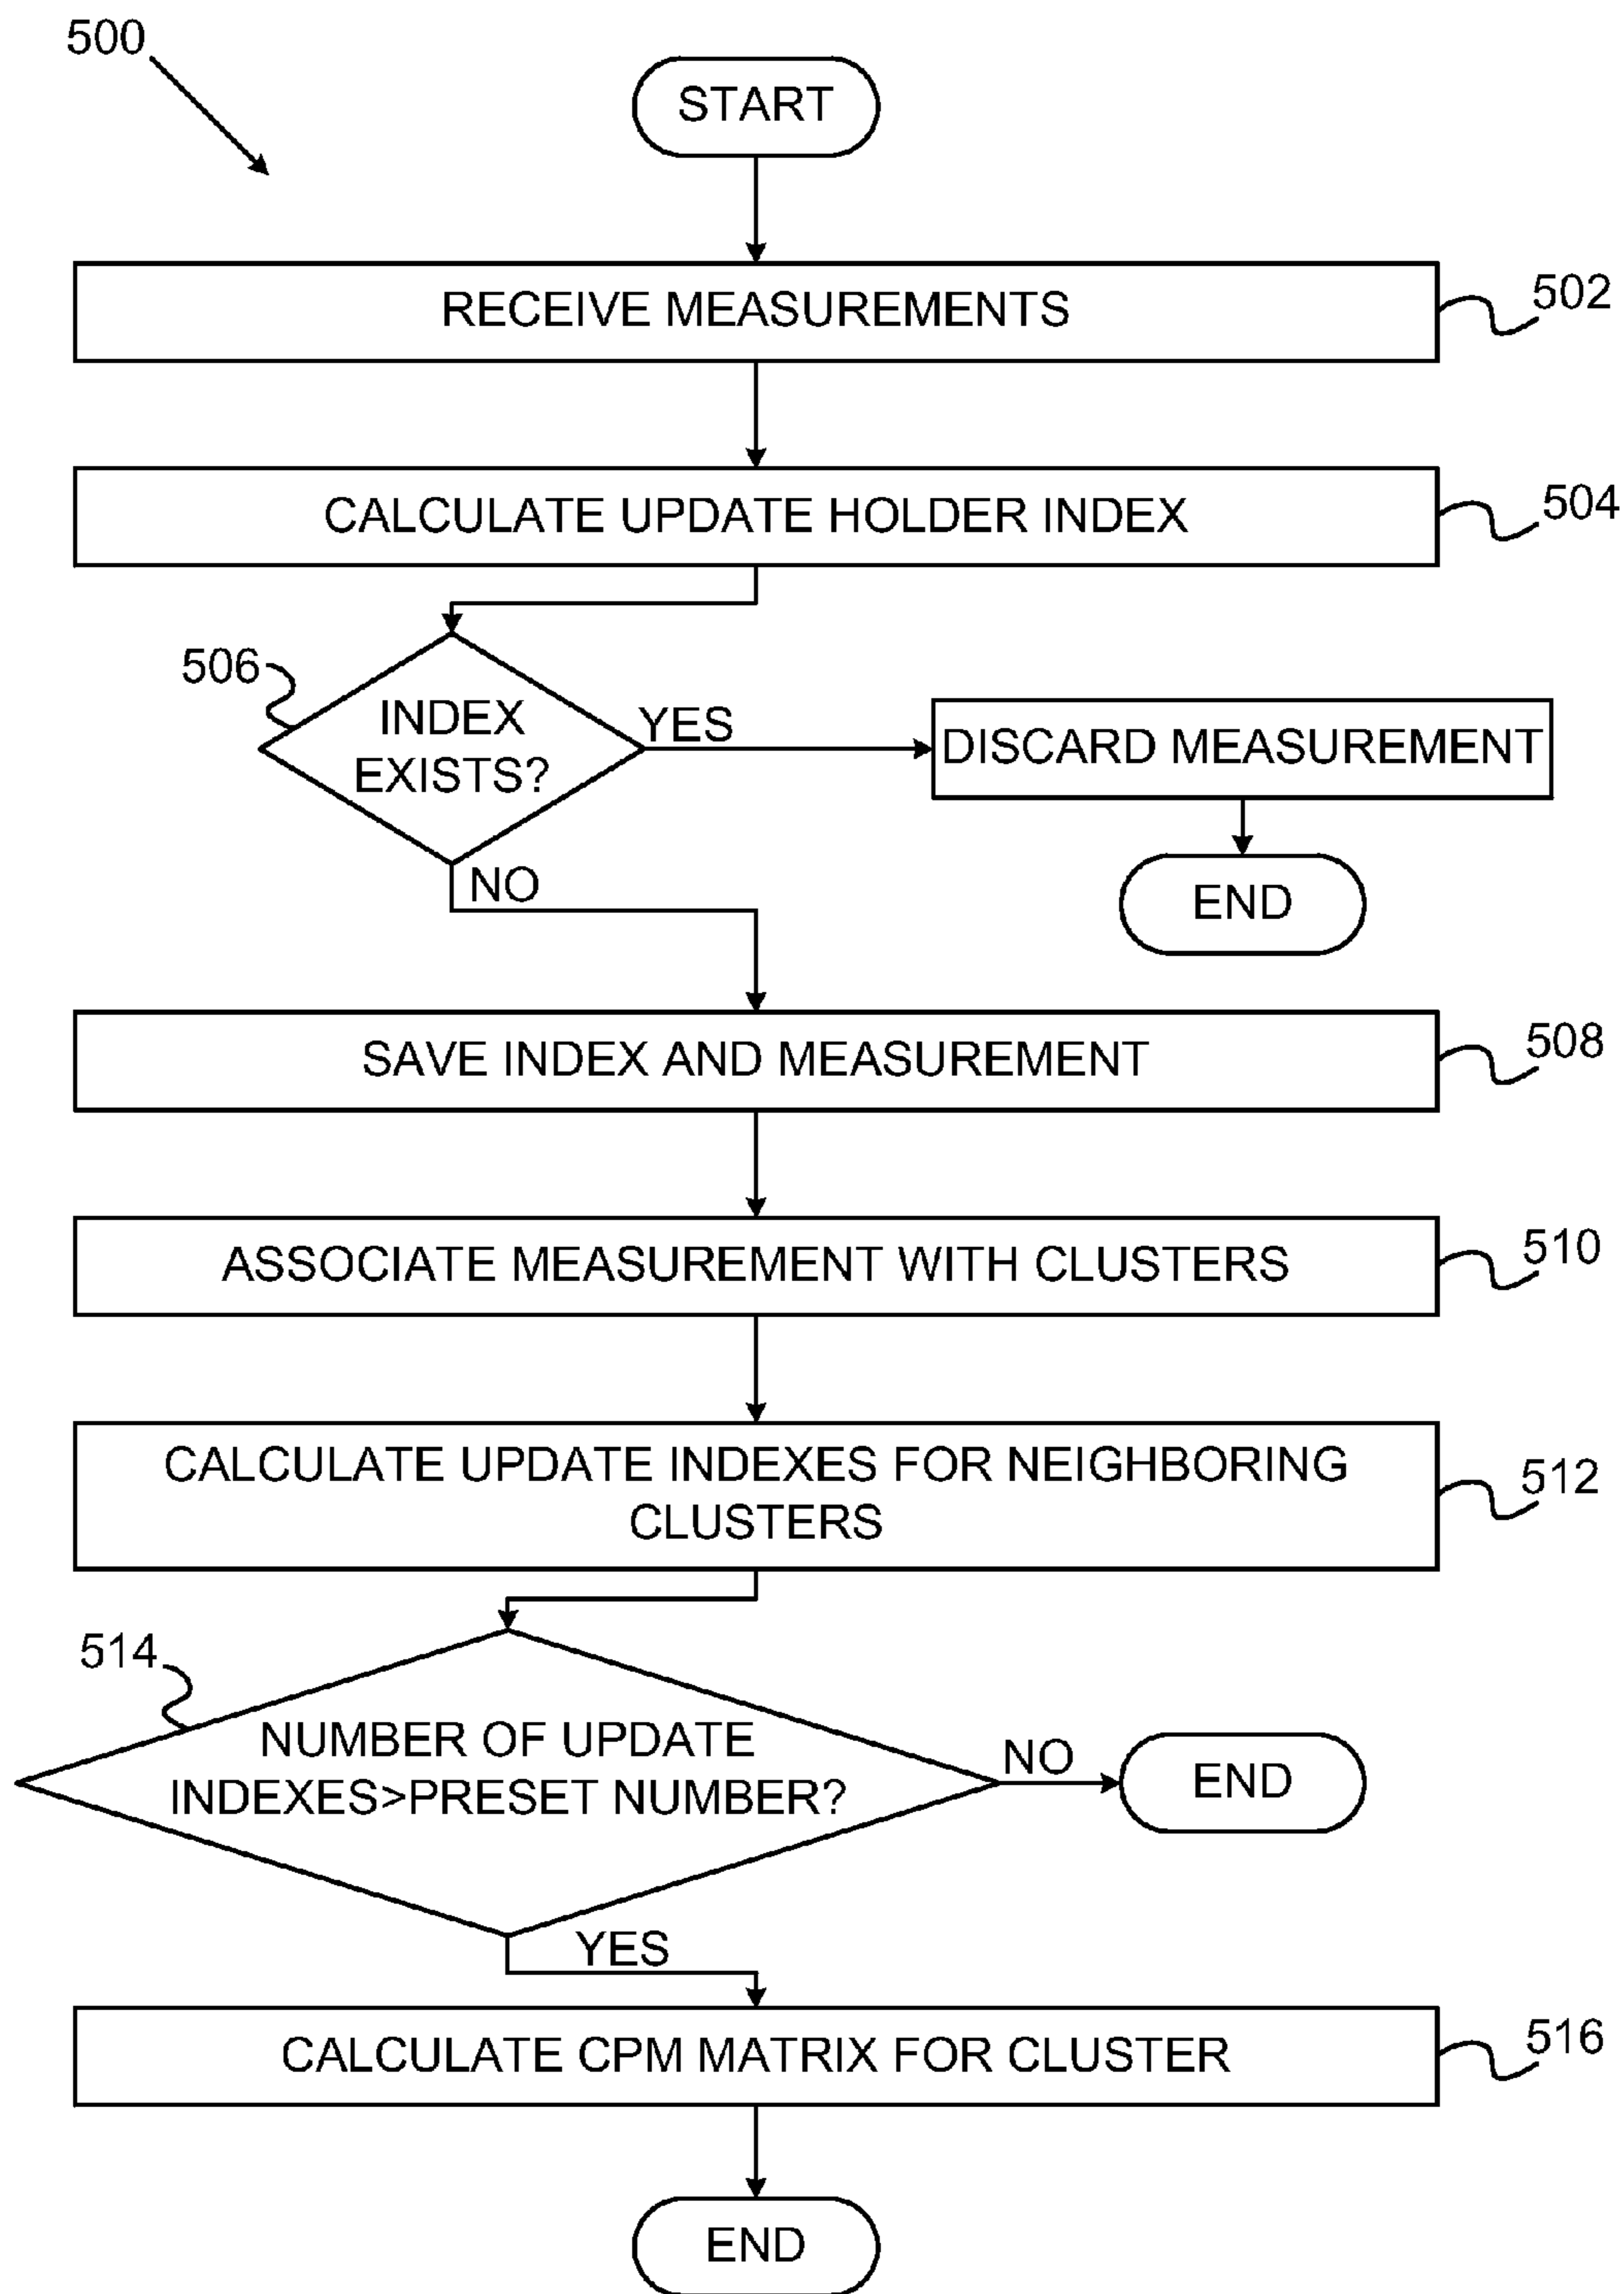 500
START
RECEIVE MEASUREMENTS
502
CALCULATE UPDATE HOLDER INDEX
504
506
INDEX
EXISTS?
YES
DISCARD MEASUREMENT
END
NO
SAVE INDEX AND MEASUREMENT
508
ASSOCIATE MEASUREMENT WITH CLUSTERS
510
CALCULATE UPDATE INDEXES FOR NEIGHBORING
CLUSTERS
512
514
NUMBER OF UPDATE
INDEXES>PRESET NUMBER?
NO
END
YES
CALCULATE CPM MATRIX FOR CLUSTER
516
END